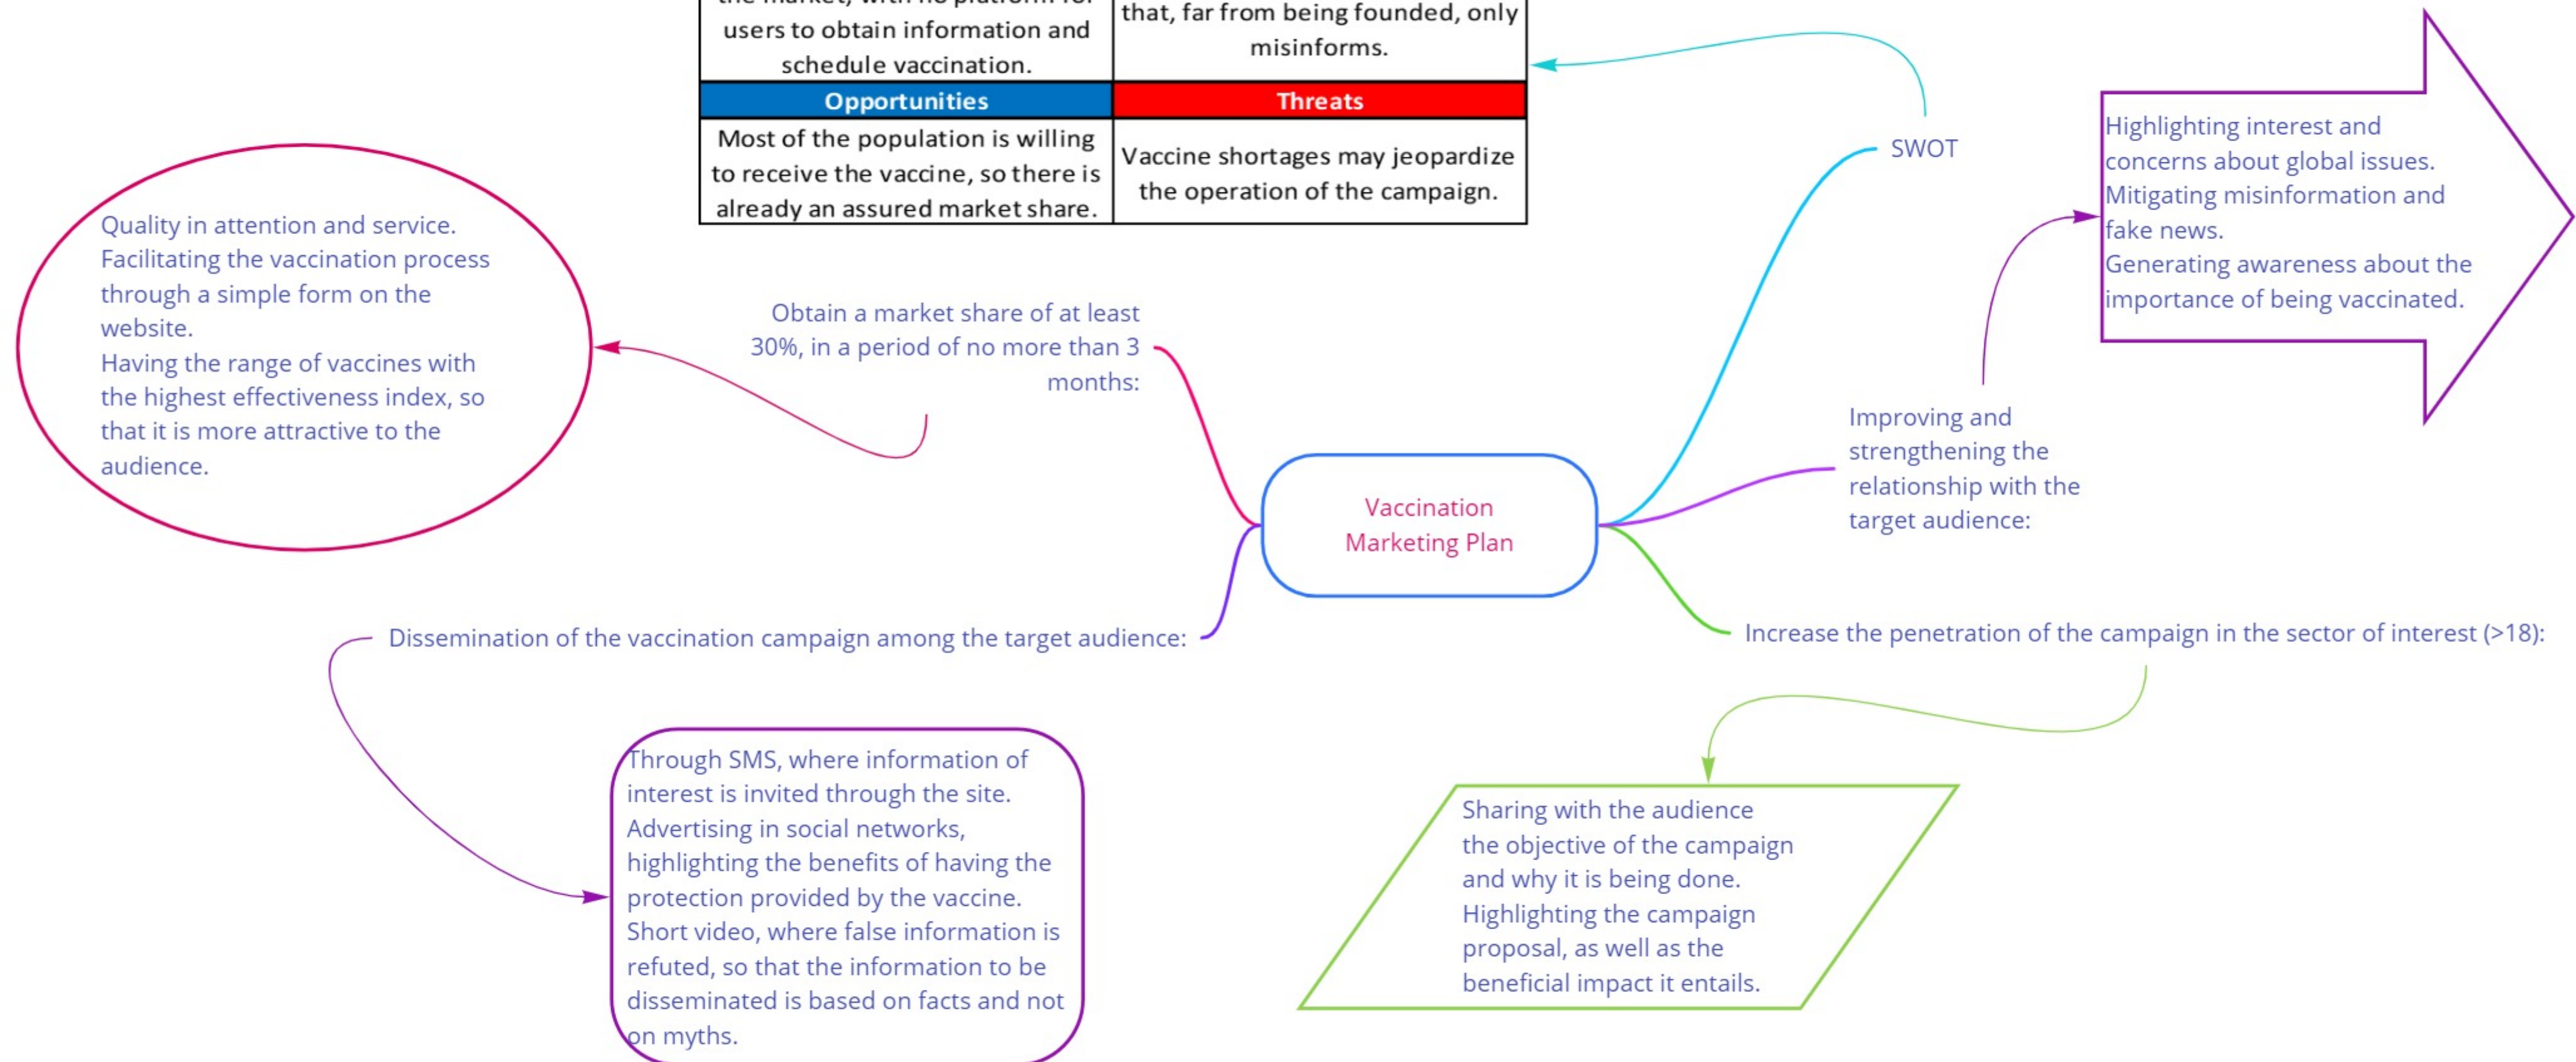 users to obtain information and
schedule vaccination.
that, far from being founded, only
misinforms.
Opportunities
Threats
Most of the population is willing
to receive the vaccine, so there is
already an assured market share.
Vaccine shortages may jeopardize
the operation of the campaign.
SWOT
Highlighting interest and
concerns about global issues.
Mitigating misinformation and
fake news.
Generating awareness about the
importance of being vaccinated.
Quality in attention and service.
Facilitating the vaccination process
through a simple form on the
website.
Having the range of vaccines with
the highest effectiveness index, so
that it is more attractive to the
audience.
Obtain a market share of at least
30%, in a period of no more than 3
months:
Improving and
strengthening the
relationship with the
target audience:
Vaccination
Marketing Plan
Dissemination of the vaccination campaign among the target audience:
Increase the penetration of the campaign in the sector of interest (>18):
Through SMS, where information of
interest is invited through the site.
Advertising in social networks,
highlighting the benefits of having the
protection provided by the vaccine.
Short video, where false information is
refuted, so that the information to be
disseminated is based on facts and not
on myths.
Sharing with the audience
the objective of the campaign
and why it is being done.
Highlighting the campaign
proposal, as well as the
beneficial impact it entails.